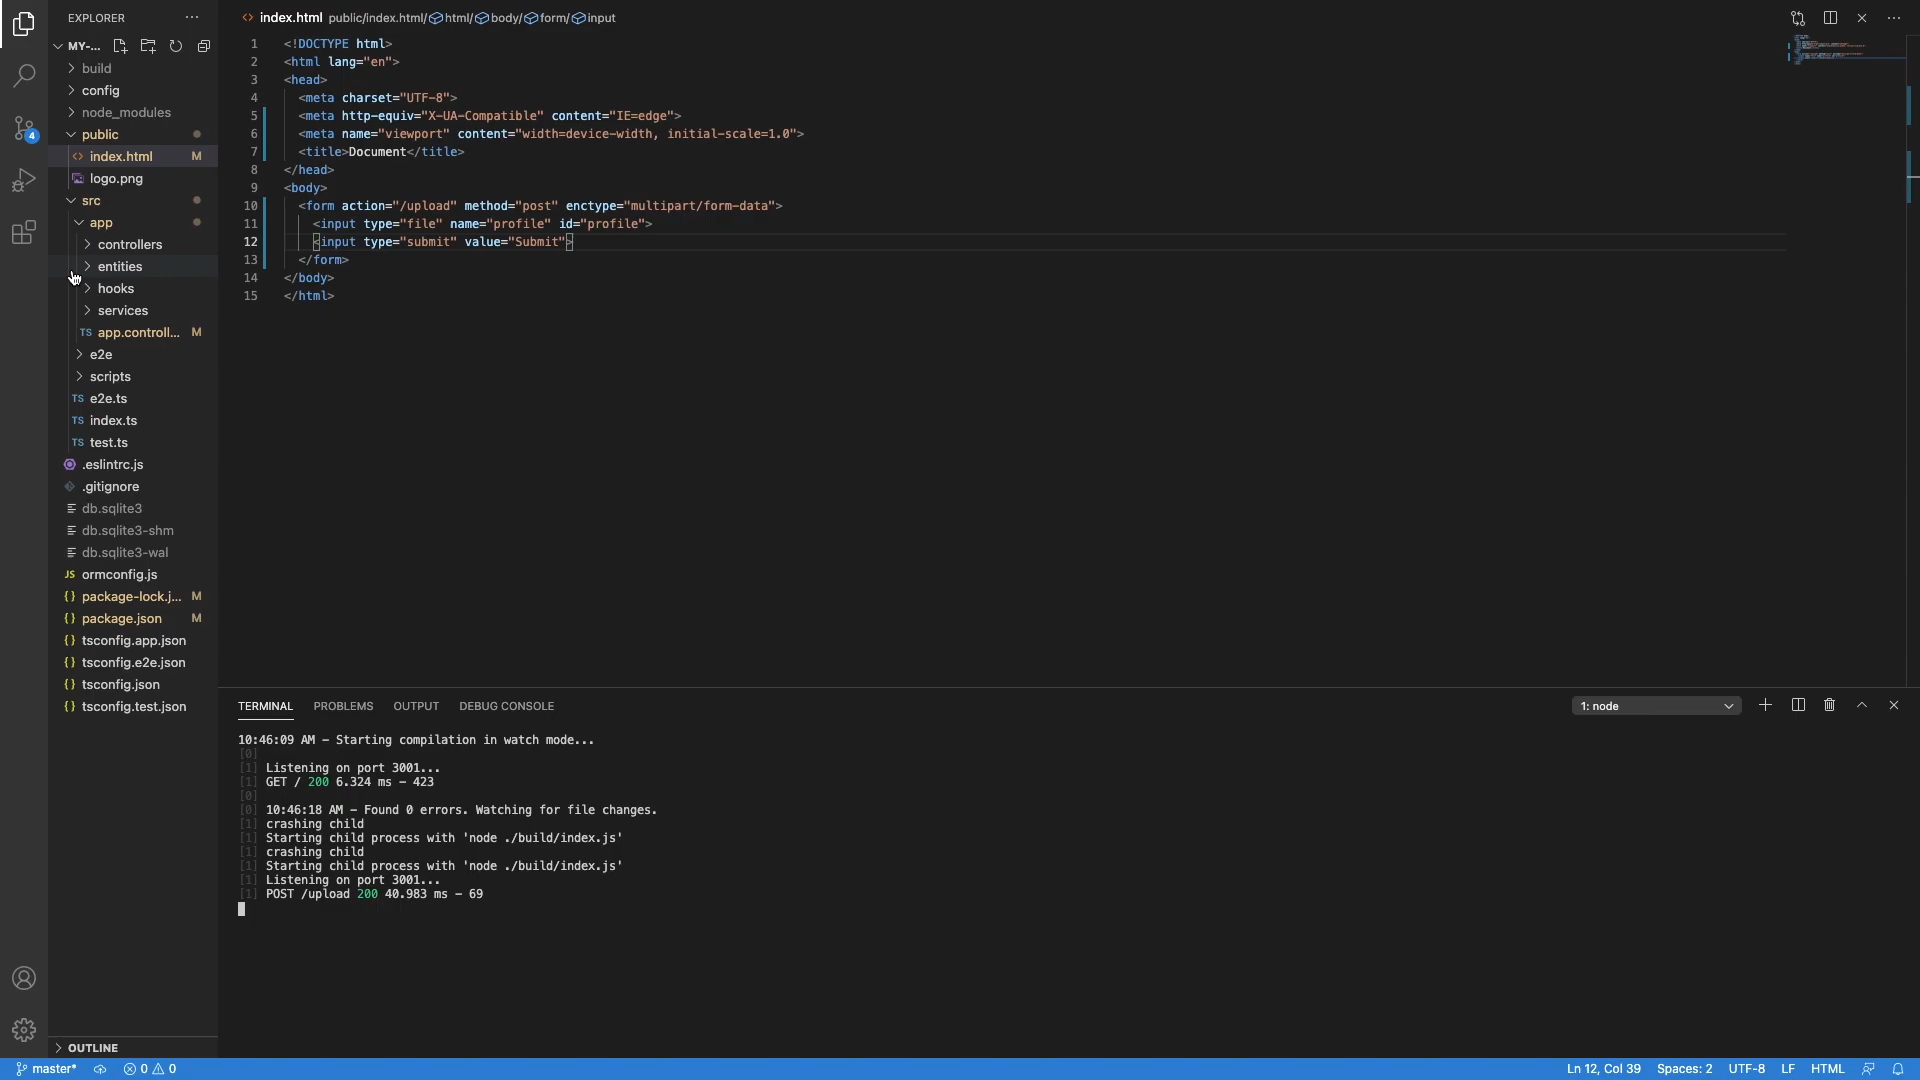 EXPLORER
MY-...
build
config
node_modules
public
index.html M
logo.png
src
app
controllers
entities
hooks
services
TS app.controll... M
e2e
scripts
TS e2e.ts
TS index.ts
TS test.ts
.eslintrc.js
.gitignore
db.sqlite3
db.sqlite3-shm
db.sqlite3-wal
JS ormconfig.js
{} package-lock.j... M
{} package.json M
{} tsconfig.app.json
{} tsconfig.e2e.json
{} tsconfig.json
{} tsconfig.test.json
OUTLINE
4
<> index.html public/index.html/html/body/form/input
1 <!DOCTYPE html>
2 <html lang="en">
3 <head>
4 <meta charset="UTF-8">
5 <meta http-equiv="X-UA-Compatible" content="IE=edge">
6 <meta name="viewport" content="width=device-width, initial-scale=1.0">
7 <title>Document</title>
8 </head>
9 <body>
10 <form action="/upload" method="post" enctype="multipart/form-data">
11 <input type="file" name="profile" id="profile">
12 <input type="submit" value="Submit">
13 </form>
14 </body>
15 </html>
TERMINAL PROBLEMS OUTPUT DEBUG CONSOLE 1: node
10:46:09 AM - Starting compilation in watch mode...
[0]
[1] Listening on port 3001...
[1] GET / 200 6.324 ms - 423
[0]
[0] 10:46:18 AM - Found 0 errors. Watching for file changes.
[1] crashing child
[1] Starting child process with 'node ./build/index.js'
[1] crashing child
[1] Starting child process with 'node ./build/index.js'
[1] Listening on port 3001...
[1] POST /upload 200 40.983 ms - 69
master* 0 0 Ln 12, Col 39 Spaces: 2 UTF-8 LF HTML